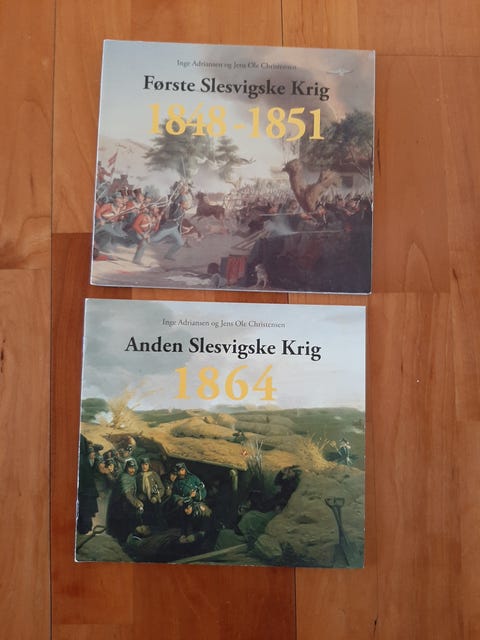 Inge Adriansen og Jens Ole Christensen
Første Slesvigske Krig
1848-1851
Inge Adriansen og Jens Ole Christensen
Anden Slesvigske Krig
1864